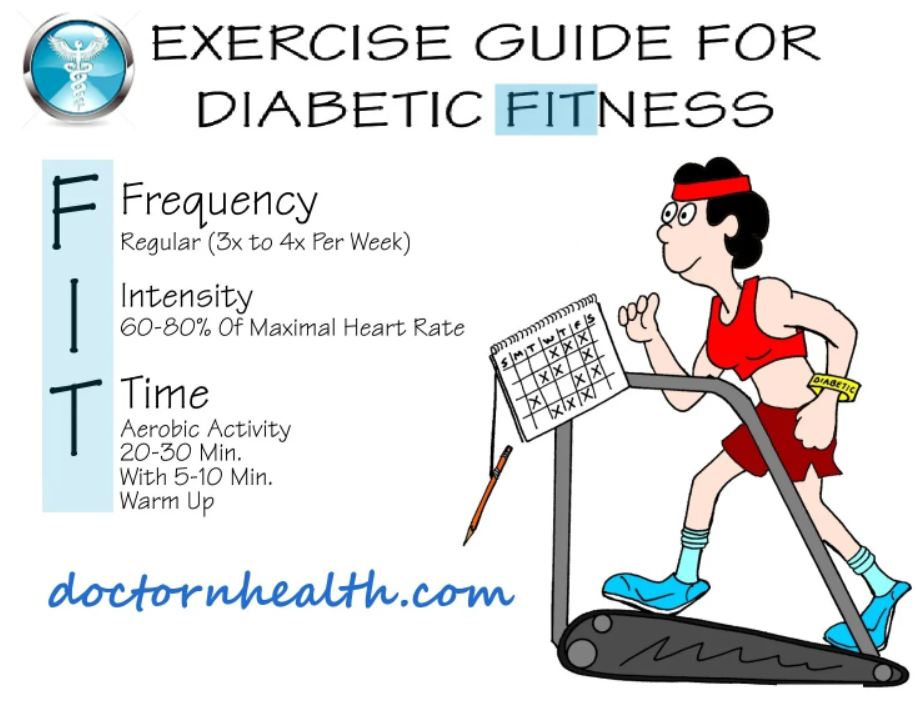 EXERCISE GUIDE FOR
DIABETIC FITNESS
F
Frequency
Regular (3x to 4x Per Week)
I
Intensity
60-80% Of Maximal Heart Rate
T
Time
Aerobic Activity
20-30 Min.
With 5-10 Min.
Warm Up
S M T W T F S
X X X
X
X X
X X
X X
X X X
DIABETIC
doctornhealth.com